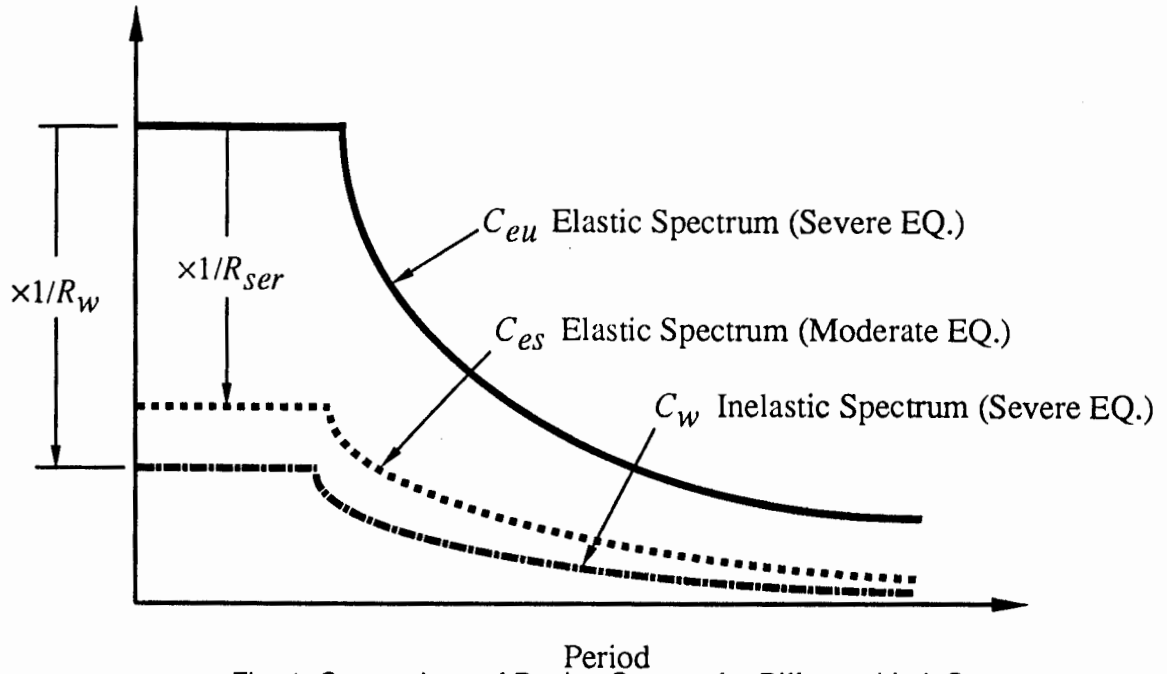 C_eu Elastic Spectrum (Severe EQ.)
×1/R_ser
×1/R_w
C_es Elastic Spectrum (Moderate EQ.)
C_w Inelastic Spectrum (Severe EQ.)
Period